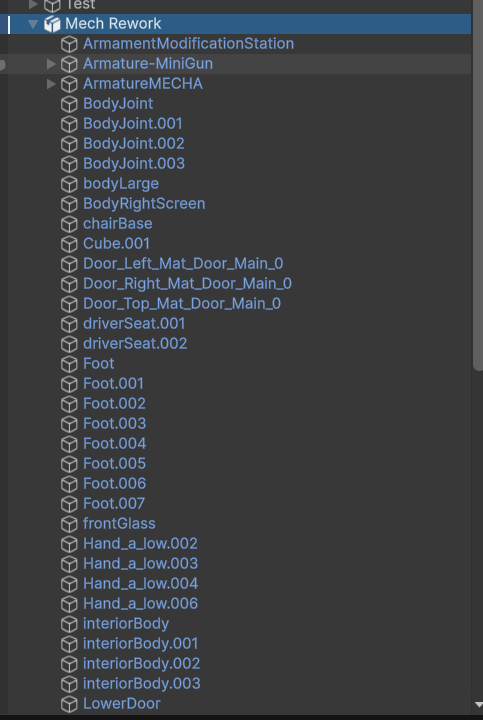 Test
Mech Rework
ArmamentModificationStation
Armature-MiniGun
ArmatureMECHA
BodyJoint
BodyJoint.001
BodyJoint.002
BodyJoint.003
bodyLarge
BodyRightScreen
chairBase
Cube.001
Door_Left_Mat_Door_Main_0
Door_Right_Mat_Door_Main_0
Door_Top_Mat_Door_Main_0
driverSeat.001
driverSeat.002
Foot
Foot.001
Foot.002
Foot.003
Foot.004
Foot.005
Foot.006
Foot.007
frontGlass
Hand_a_low.002
Hand_a_low.003
Hand_a_low.004
Hand_a_low.006
interiorBody
interiorBody.001
interiorBody.002
interiorBody.003
LowerDoor